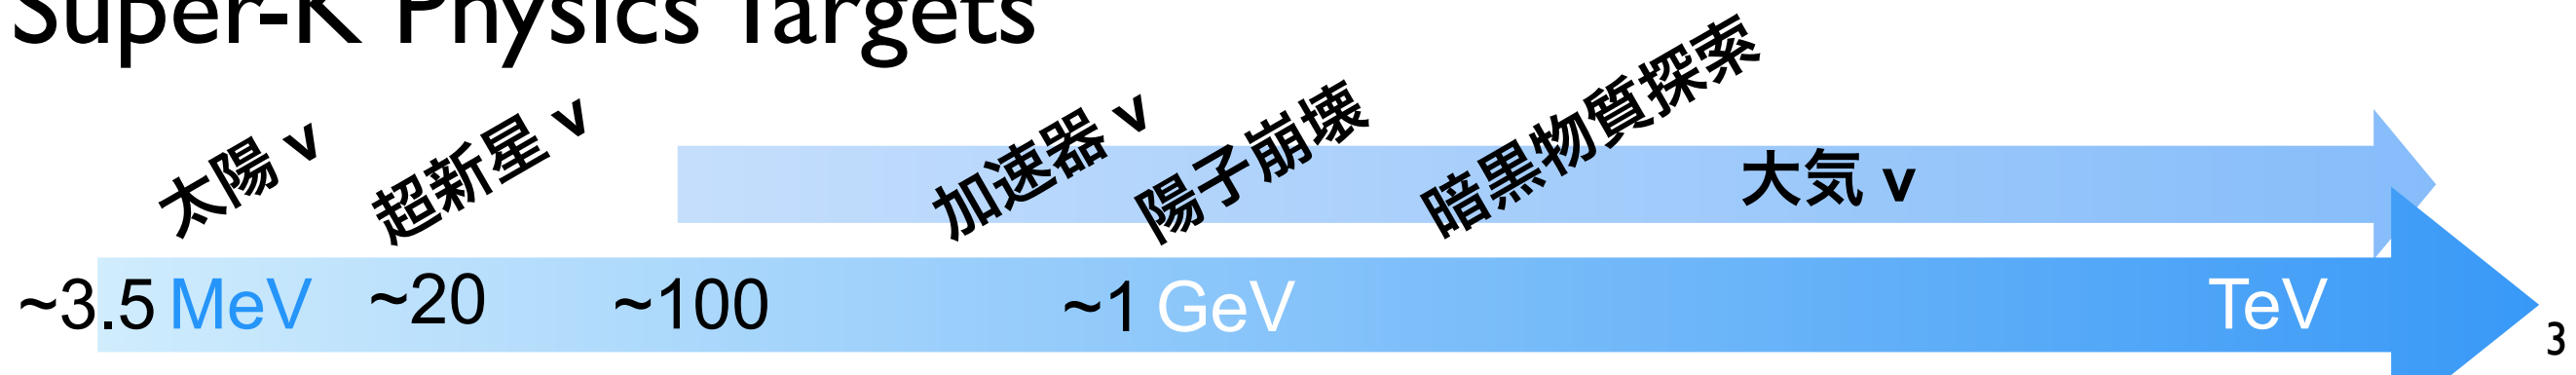 Super-K Physics Targets
太陽 ν
超新星 ν
加速器 ν
陽子崩壊
暗黒物質探索
大気 ν
~3.5 MeV ~20 ~100 ~1 GeV TeV
3